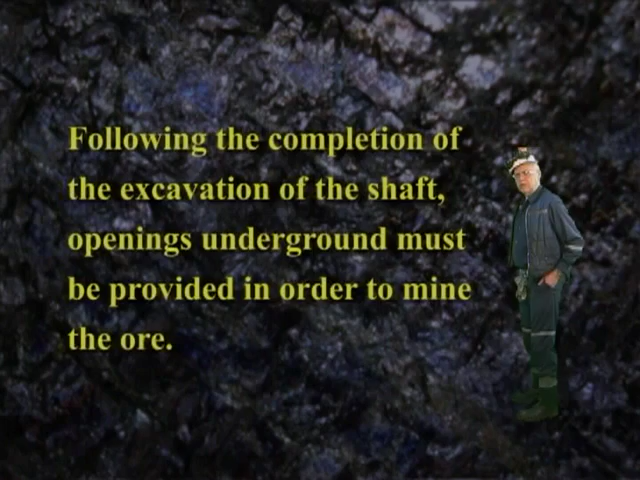 Following the completion of
the excavation of the shaft,
openings underground must
be provided in order to mine
the ore.